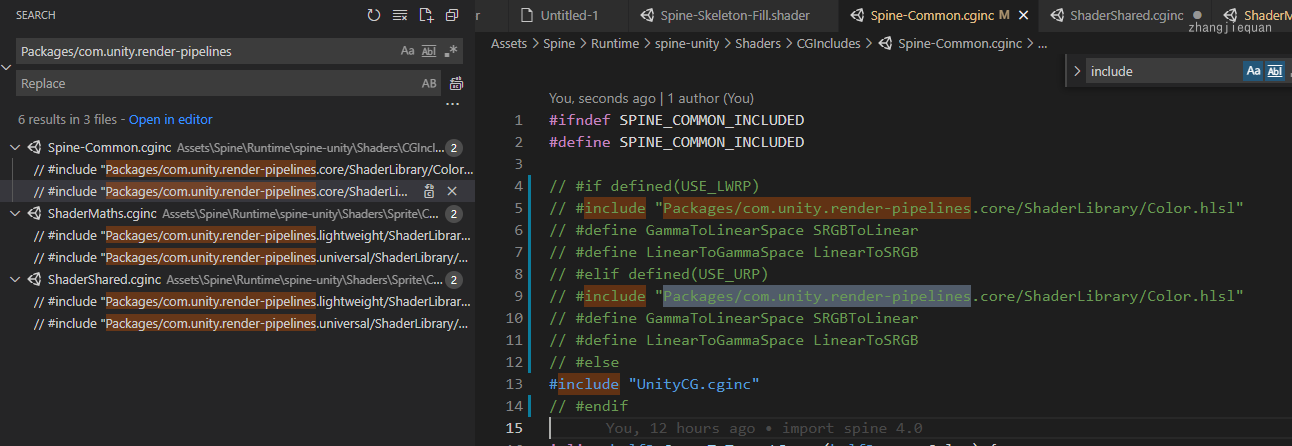 SEARCH
Packages/com.unity.render-pipelines
Aa Abl .*
Replace
AB
6 results in 3 files - Open in editor
Spine-Common.cginc Assets\Spine\Runtime\spine-unity\Shaders\CGIncl... 2
// #include "Packages/com.unity.render-pipelines.core/ShaderLibrary/Color...
// #include "Packages/com.unity.render-pipelines.core/ShaderLi...
ShaderMaths.cginc Assets\Spine\Runtime\spine-unity\Shaders\Sprite\C... 2
// #include "Packages/com.unity.render-pipelines.lightweight/ShaderLibrar...
// #include "Packages/com.unity.render-pipelines.universal/ShaderLibrary/...
ShaderShared.cginc Assets\Spine\Runtime\spine-unity\Shaders\Sprite\C... 2
// #include "Packages/com.unity.render-pipelines.lightweight/ShaderLibrar...
// #include "Packages/com.unity.render-pipelines.universal/ShaderLibrary/...
r Untitled-1 Spine-Skeleton-Fill.shader Spine-Common.cginc M ShaderShared.cginc ShaderM
zhangjiequan
Assets > Spine > Runtime > spine-unity > Shaders > CGIncludes > Spine-Common.cginc > ...
include Aa Abl
You, seconds ago | 1 author (You)
1 #ifndef SPINE_COMMON_INCLUDED
2 #define SPINE_COMMON_INCLUDED
3
4 // #if defined(USE_LWRP)
5 // #include "Packages/com.unity.render-pipelines.core/ShaderLibrary/Color.hlsl"
6 // #define GammaToLinearSpace SRGBToLinear
7 // #define LinearToGammaSpace LinearToSRGB
8 // #elif defined(USE_URP)
9 // #include "Packages/com.unity.render-pipelines.core/ShaderLibrary/Color.hlsl"
10 // #define GammaToLinearSpace SRGBToLinear
11 // #define LinearToGammaSpace LinearToSRGB
12 // #else
13 #include "UnityCG.cginc"
14 // #endif
15 You, 12 hours ago • import spine 4.0